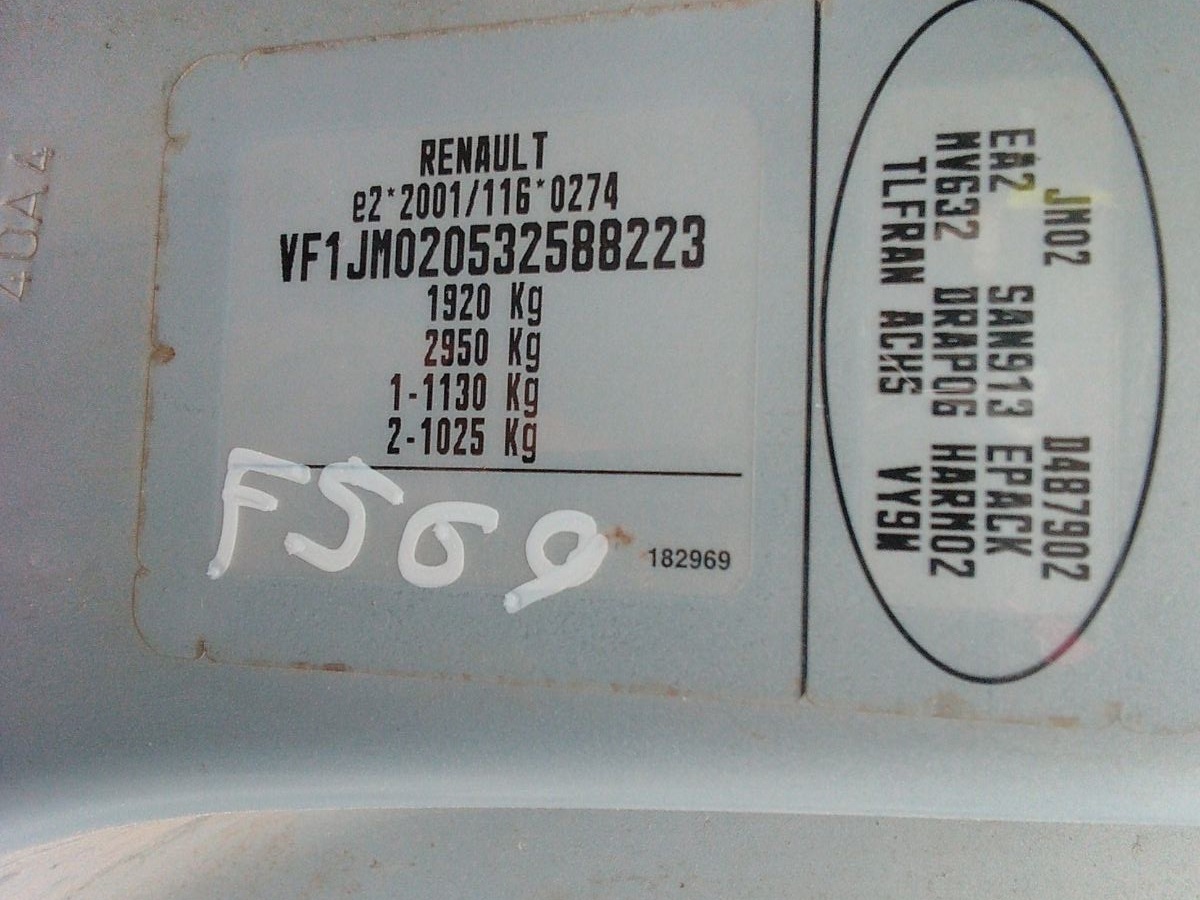 RENAULT
e2*2001/116*0274
VF1JM020532588223
1920 Kg
2950 Kg
1-1130 Kg
2-1025 Kg
F569
182969
JM02 D487902
EA2 SAN913 EPACK
MV632 DRAP06 HARM02
TLFRAN ACHS VY9M
40A4